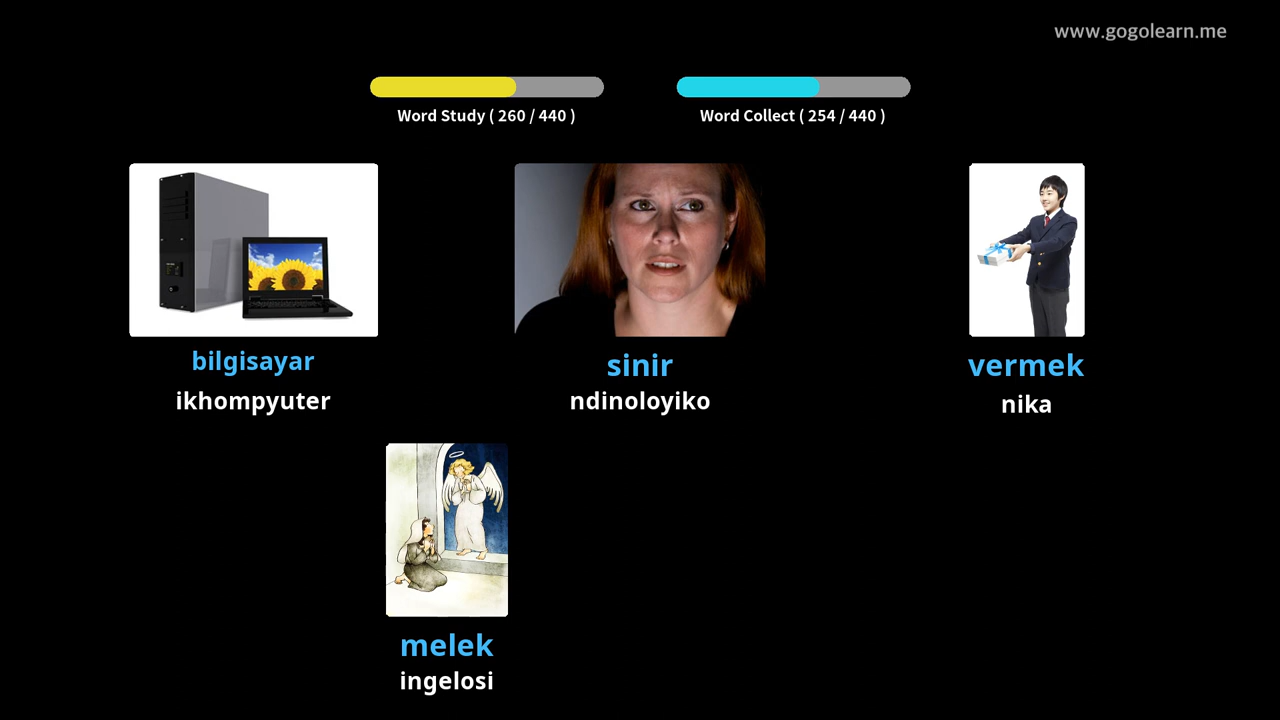 www.gogolearn.me
Word Study ( 260 / 440 )
Word Collect ( 254 / 440 )
bilgisayar
ikhompyuter
sinir
ndinoloyiko
vermek
nika
melek
ingelosi